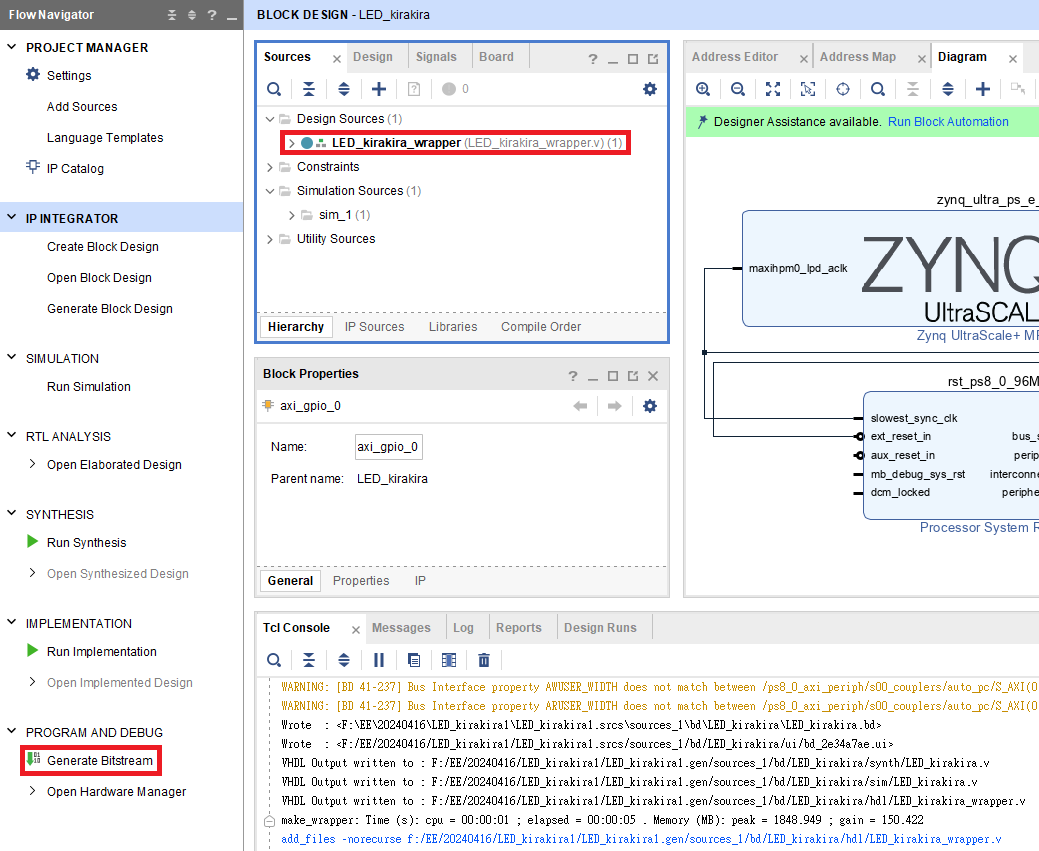 Flow Navigator
PROJECT MANAGER
Settings
Add Sources
Language Templates
IP Catalog
IP INTEGRATOR
Create Block Design
Open Block Design
Generate Block Design
SIMULATION
Run Simulation
RTL ANALYSIS
Open Elaborated Design
SYNTHESIS
Run Synthesis
Open Synthesized Design
IMPLEMENTATION
Run Implementation
Open Implemented Design
PROGRAM AND DEBUG
Generate Bitstream
Open Hardware Manager
BLOCK DESIGN - LED_kirakira
Sources Design Signals Board
0
Design Sources (1)
LED_kirakira_wrapper (LED_kirakira_wrapper.v) (1)
Constraints
Simulation Sources (1)
sim_1 (1)
Utility Sources
Hierarchy IP Sources Libraries Compile Order
Block Properties
axi_gpio_0
Name: axi_gpio_0
Parent name: LED_kirakira
General Properties IP
Address Editor Address Map Diagram
Designer Assistance available. Run Block Automation
zynq_ultra_ps_e_
maxihpm0_lpd_aclk
ZYNQ
UltraSCAL
Zynq UltraScale+ MP
rst_ps8_0_96M
slowest_sync_clk
ext_reset_in bus_s
aux_reset_in perip
mb_debug_sys_rst interconne
dcm_locked periphe
Processor System R
Tcl Console Messages Log Reports Design Runs
WARNING: [BD 41-237] Bus Interface property AWUSER_WIDTH does not match between /ps8_0_axi_periph/s00_couplers/auto_pc/S_AXI(0
WARNING: [BD 41-237] Bus Interface property ARUSER_WIDTH does not match between /ps8_0_axi_periph/s00_couplers/auto_pc/S_AXI(0
Wrote : <F:\EE\20240416\LED_kirakira1\LED_kirakira1.srcs\sources_1\bd\LED_kirakira\LED_kirakira.bd>
Wrote : <F:/EE/20240416/LED_kirakira1/LED_kirakira1.srcs/sources_1/bd/LED_kirakira/ui/bd_2e34a7ae.ui>
VHDL Output written to : F:/EE/20240416/LED_kirakira1/LED_kirakira1.gen/sources_1/bd/LED_kirakira/synth/LED_kirakira.v
VHDL Output written to : F:/EE/20240416/LED_kirakira1/LED_kirakira1.gen/sources_1/bd/LED_kirakira/sim/LED_kirakira.v
VHDL Output written to : F:/EE/20240416/LED_kirakira1/LED_kirakira1.gen/sources_1/bd/LED_kirakira/hdl/LED_kirakira_wrapper.v
make_wrapper: Time (s): cpu = 00:00:01 ; elapsed = 00:00:05 . Memory (MB): peak = 1848.949 ; gain = 150.422
add_files -norecurse f:/EE/20240416/LED_kirakira1/LED_kirakira1.gen/sources_1/bd/LED_kirakira/hdl/LED_kirakira_wrapper.v